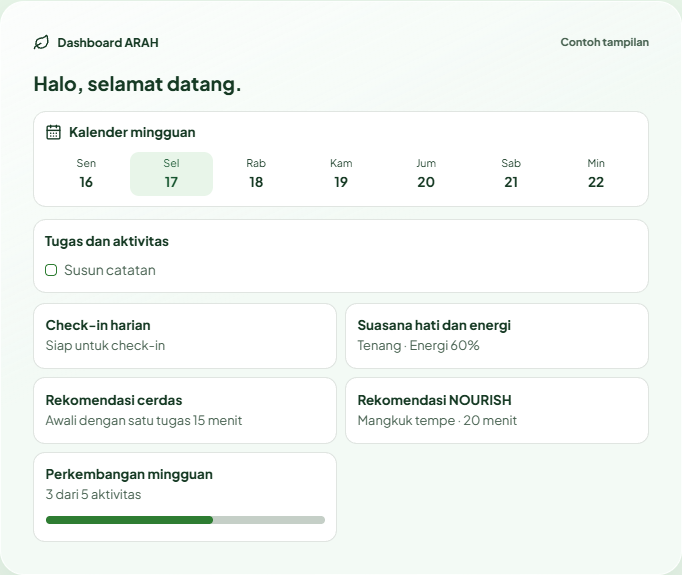 Dashboard ARAH
Contoh tampilan
Halo, selamat datang.
Kalender mingguan
Sen Sel Rab Kam Jum Sab Min
16 17 18 19 20 21 22
Tugas dan aktivitas
Susun catatan
Check-in harian
Siap untuk check-in
Suasana hati dan energi
Tenang · Energi 60%
Rekomendasi cerdas
Awali dengan satu tugas 15 menit
Rekomendasi NOURISH
Mangkuk tempe · 20 menit
Perkembangan mingguan
3 dari 5 aktivitas